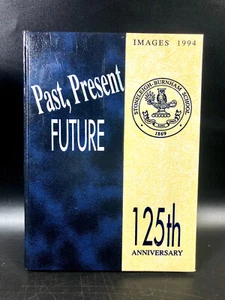 IMAGES 1994
Past, Present
FUTURE
STONELEIGH-BURNHAM SCHOOL
1869
125th
ANNIVERSARY